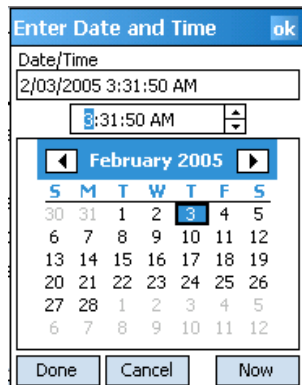 Enter Date and Time ok
Date/Time
2/03/2005 3:31:50 AM
3:31:50 AM
February 2005
S M T W T F S
30 31 1 2 3 4 5
6 7 8 9 10 11 12
13 14 15 16 17 18 19
20 21 22 23 24 25 26
27 28 1 2 3 4 5
6 7 8 9 10 11 12
Done Cancel Now